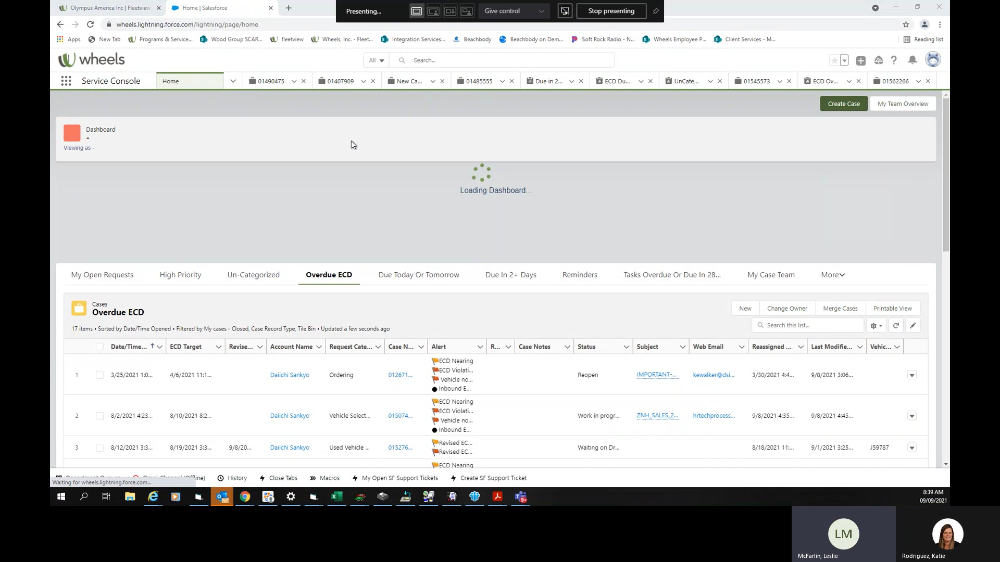 Olympus America Inc | Fleetview
Home | Salesforce
Presenting...
Give control
Stop presenting
wheels.lightning.force.com/lightning/page/home
Apps
New Tab
Programs & Service...
Wood Group SCAR...
fleetview
Wheels, Inc. - Fleet...
Integration Services...
Beachbody
Beachbody on Dem...
Soft Rock Radio - N...
Wheels Employee P...
Client Services - M...
Reading list
wheels
All
Search...
Service Console
Home
01490475
01407909
New Ca...
01485555
Due in 2...
ECD Du...
UnCate...
01545573
ECD Ov...
01562266
Create Case
My Team Overview
Dashboard
-
Viewing as -
Loading Dashboard...
My Open Requests
High Priority
Un-Categorized
Overdue ECD
Due Today Or Tomorrow
Due In 2+ Days
Reminders
Tasks Overdue Or Due In 28...
My Case Team
More
Cases
Overdue ECD
New
Change Owner
Merge Cases
Printable View
17 items • Sorted by Date/Time Opened • Filtered by My cases - Closed, Case Record Type, Tile Bin • Updated a few seconds ago
Search this list...
Date/Time... ECD Target Revise... Account Name Request Cate... Case N... Alert R... Case Notes Status Subject Web Email Reassigned ... Last Modifie... Vehic...
1 3/25/2021 1:0... 4/6/2021 11:1... Daiichi Sankyo Ordering 012671...
ECD Nearing
ECD Violati...
Vehicle no...
Inbound E...
Reopen IMPORTANT-... kewalker@dsi... 3/30/2021 4:4... 9/8/2021 3:06...
2 8/2/2021 4:23... 8/10/2021 8:2... Daiichi Sankyo Vehicle Select... 015074...
ECD Nearing
ECD Violati...
Vehicle no...
Inbound E...
Work in progr... ZNH_SALES_2... hrtechprocess... 9/8/2021 4:35... 9/8/2021 4:45...
3 8/12/2021 3:3... 8/19/2021 3:3... 9/8/20... Daiichi Sankyo Used Vehicle ... 015276...
Revised EC...
Revised EC...
Waiting on Dr... 8/18/2021 11:... 9/1/2021 3:25... J59787
ECD Nearing
Department Queues
Omni-Channel (Offline)
History
Close Tabs
Macros
My Open SF Support Tickets
Create SF Support Ticket
Waiting for wheels.lightning.force.com...
9+
8:39 AM
09/09/2021
LM
McFarlin, Leslie
Rodriguez, Katie